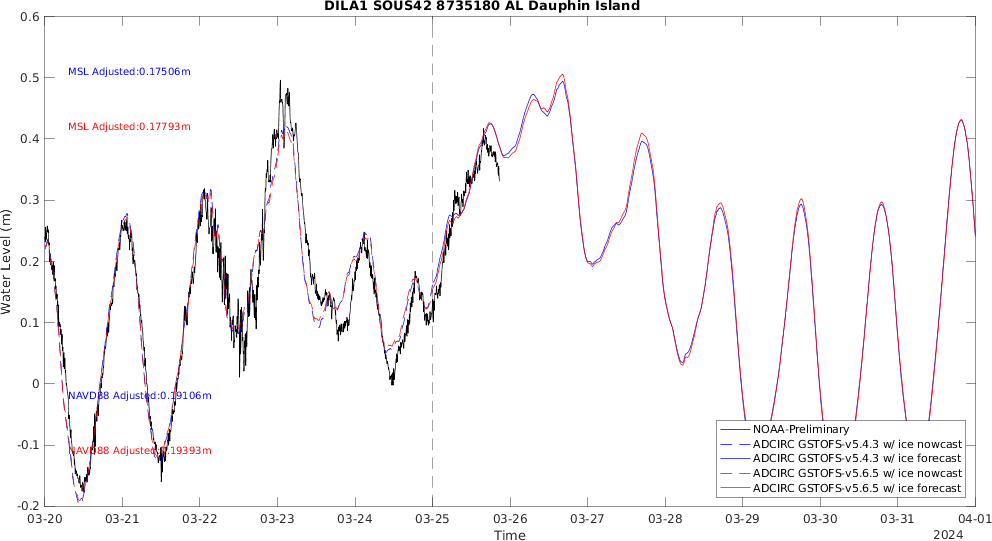 DILA1 SOUS42 8735180 AL Dauphin Island
0.6
MSL Adjusted:0.17506m
0.5
MSL Adjusted:0.17793m
0.4
0.3
Water Level (m)
0.2
0.1
0
NAVD88 Adjusted:0.19106m
-0.1
NAVD88 Adjusted:0.19393m
NOAA-Preliminary
ADCIRC GSTOFS-v5.4.3 w/ ice nowcast
ADCIRC GSTOFS-v5.4.3 w/ ice forecast
ADCIRC GSTOFS-v5.6.5 w/ ice nowcast
ADCIRC GSTOFS-v5.6.5 w/ ice forecast
-0.2
03-20 03-21 03-22 03-23 03-24 03-25 03-26 03-27 03-28 03-29 03-30 03-31 04-01
Time
2024